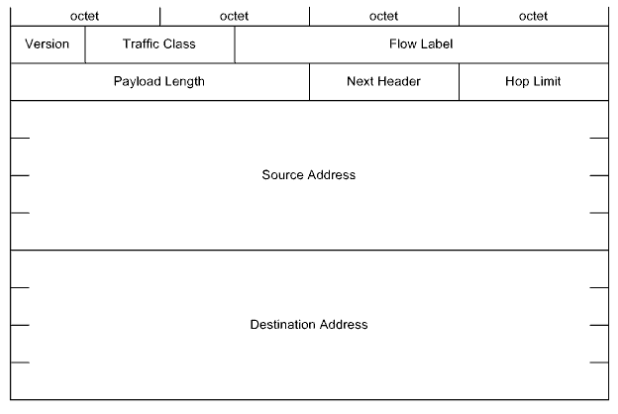 octet octet octet octet
Version Traffic Class Flow Label
Payload Length Next Header Hop Limit
Source Address
Destination Address